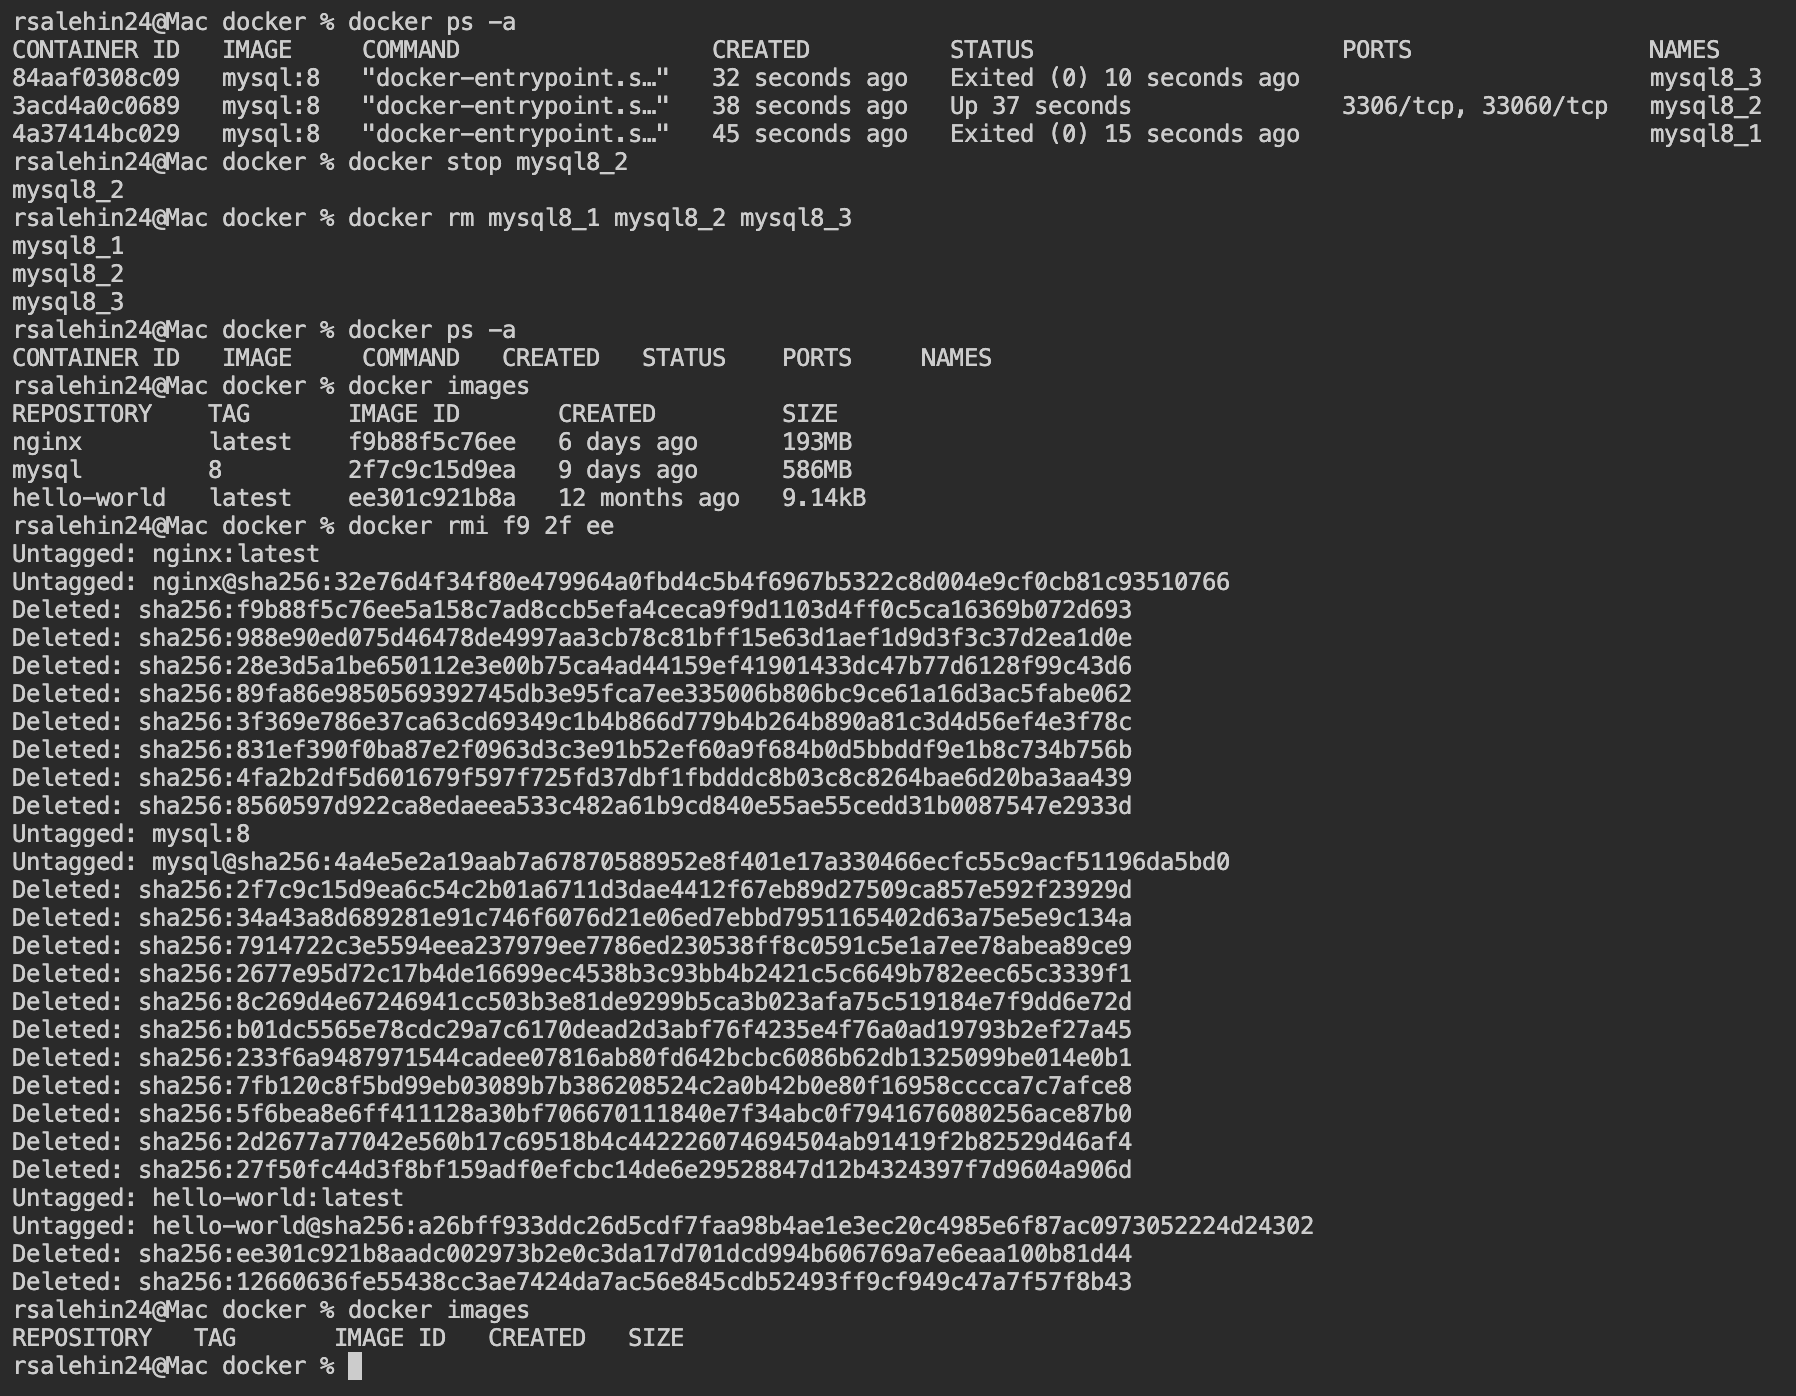 rsalehin24@Mac docker % docker ps -a
CONTAINER ID   IMAGE     COMMAND                  CREATED          STATUS                      PORTS                 NAMES
84aaf0308c09   mysql:8   "docker-entrypoint.s…"   32 seconds ago   Exited (0) 10 seconds ago                         mysql8_3
3acd4a0c0689   mysql:8   "docker-entrypoint.s…"   38 seconds ago   Up 37 seconds               3306/tcp, 33060/tcp   mysql8_2
4a37414bc029   mysql:8   "docker-entrypoint.s…"   45 seconds ago   Exited (0) 15 seconds ago                         mysql8_1
rsalehin24@Mac docker % docker stop mysql8_2
mysql8_2
rsalehin24@Mac docker % docker rm mysql8_1 mysql8_2 mysql8_3
mysql8_1
mysql8_2
mysql8_3
rsalehin24@Mac docker % docker ps -a
CONTAINER ID   IMAGE     COMMAND   CREATED   STATUS    PORTS     NAMES
rsalehin24@Mac docker % docker images
REPOSITORY    TAG       IMAGE ID       CREATED         SIZE
nginx         latest    f9b88f5c76ee   6 days ago      193MB
mysql         8         2f7c9c15d9ea   9 days ago      586MB
hello-world   latest    ee301c921b8a   12 months ago   9.14kB
rsalehin24@Mac docker % docker rmi f9 2f ee
Untagged: nginx:latest
Untagged: nginx@sha256:32e76d4f34f80e479964a0fbd4c5b4f6967b5322c8d004e9cf0cb81c93510766
Deleted: sha256:f9b88f5c76ee5a158c7ad8ccb5efa4ceca9f9d1103d4ff0c5ca16369b072d693
Deleted: sha256:988e90ed075d46478de4997aa3cb78c81bff15e63d1aef1d9d3f3c37d2ea1d0e
Deleted: sha256:28e3d5a1be650112e3e00b75ca4ad44159ef41901433dc47b77d6128f99c43d6
Deleted: sha256:89fa86e9850569392745db3e95fca7ee335006b806bc9ce61a16d3ac5fabe062
Deleted: sha256:3f369e786e37ca63cd69349c1b4b866d779b4b264b890a81c3d4d56ef4e3f78c
Deleted: sha256:831ef390f0ba87e2f0963d3c3e91b52ef60a9f684b0d5bbddf9e1b8c734b756b
Deleted: sha256:4fa2b2df5d601679f597f725fd37dbf1fbdddc8b03c8c8264bae6d20ba3aa439
Deleted: sha256:8560597d922ca8edaeea533c482a61b9cd840e55ae55cedd31b0087547e2933d
Untagged: mysql:8
Untagged: mysql@sha256:4a4e5e2a19aab7a67870588952e8f401e17a330466ecfc55c9acf51196da5bd0
Deleted: sha256:2f7c9c15d9ea6c54c2b01a6711d3dae4412f67eb89d27509ca857e592f23929d
Deleted: sha256:34a43a8d689281e91c746f6076d21e06ed7ebbd7951165402d63a75e5e9c134a
Deleted: sha256:7914722c3e5594eea237979ee7786ed230538ff8c0591c5e1a7ee78abea89ce9
Deleted: sha256:2677e95d72c17b4de16699ec4538b3c93bb4b2421c5c6649b782eec65c3339f1
Deleted: sha256:8c269d4e67246941cc503b3e81de9299b5ca3b023afa75c519184e7f9dd6e72d
Deleted: sha256:b01dc5565e78cdc29a7c6170dead2d3abf76f4235e4f76a0ad19793b2ef27a45
Deleted: sha256:233f6a9487971544cadee07816ab80fd642bcbc6086b62db1325099be014e0b1
Deleted: sha256:7fb120c8f5bd99eb03089b7b386208524c2a0b42b0e80f16958cccca7c7afce8
Deleted: sha256:5f6bea8e6ff411128a30bf706670111840e7f34abc0f7941676080256ace87b0
Deleted: sha256:2d2677a77042e560b17c69518b4c442226074694504ab91419f2b82529d46af4
Deleted: sha256:27f50fc44d3f8bf159adf0efcbc14de6e29528847d12b4324397f7d9604a906d
Untagged: hello-world:latest
Untagged: hello-world@sha256:a26bff933ddc26d5cdf7faa98b4ae1e3ec20c4985e6f87ac0973052224d24302
Deleted: sha256:ee301c921b8aadc002973b2e0c3da17d701dcd994b606769a7e6eaa100b81d44
Deleted: sha256:12660636fe55438cc3ae7424da7ac56e845cdb52493ff9cf949c47a7f57f8b43
rsalehin24@Mac docker % docker images
REPOSITORY   TAG       IMAGE ID   CREATED   SIZE
rsalehin24@Mac docker %